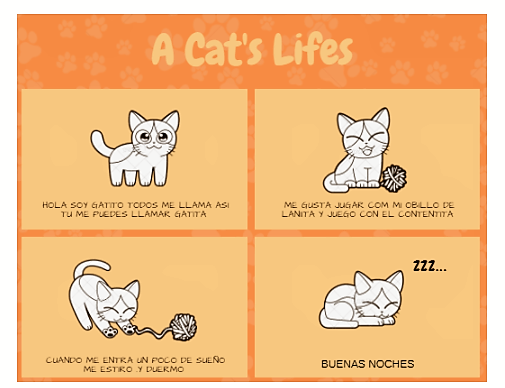 A Cat's Lifes
HOLA SOY GATITO TODOS ME LLAMA ASI
TU ME PUEDES LLAMAR GATITA
ME GUSTA JUGAR COM MI OBILLO DE
LANITA Y JUEGO CON EL CONTENTITA
CUANDO ME ENTRA UN POCO DE SUEÑO
ME ESTIRO .Y DUERMO
ZZZ...
BUENAS NOCHES